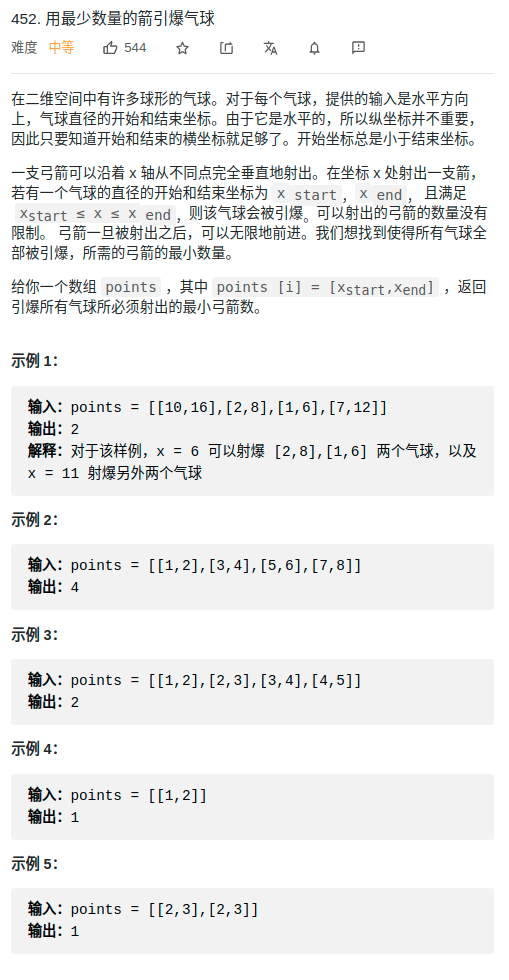 452. 用最少数量的箭引爆气球
难度 中等 544
在二维空间中有许多球形的气球。对于每个气球，提供的输入是水平方向
上，气球直径的开始和结束坐标。由于它是水平的，所以纵坐标并不重要，
因此只要知道开始和结束的横坐标就足够了。开始坐标总是小于结束坐标。
一支弓箭可以沿着 x 轴从不同点完全垂直地射出。在坐标 x 处射出一支箭，
若有一个气球的直径的开始和结束坐标为 x start，x end， 且满足
xstart ≤ x ≤ x end，则该气球会被引爆。可以射出的弓箭的数量没有
限制。 弓箭一旦被射出之后，可以无限地前进。我们想找到使得所有气球全
部被引爆，所需的弓箭的最小数量。
给你一个数组 points ，其中 points [i] = [xstart,xend] ，返回
引爆所有气球所必须射出的最小弓箭数。
示例 1：
输入：points = [[10,16],[2,8],[1,6],[7,12]]
输出：2
解释：对于该样例，x = 6 可以射爆 [2,8],[1,6] 两个气球，以及
x = 11 射爆另外两个气球
示例 2：
输入：points = [[1,2],[3,4],[5,6],[7,8]]
输出：4
示例 3：
输入：points = [[1,2],[2,3],[3,4],[4,5]]
输出：2
示例 4：
输入：points = [[1,2]]
输出：1
示例 5：
输入：points = [[2,3],[2,3]]
输出：1